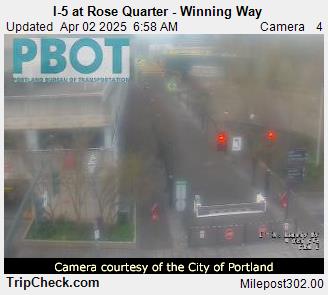 I-5 at Rose Quarter - Winning Way
Updated Apr 02 2025 6:58 AM Camera 4
PBOT
PORTLAND BUREAU OF TRANSPORTATION
Camera courtesy of the City of Portland
TripCheck.com Milepost302.00